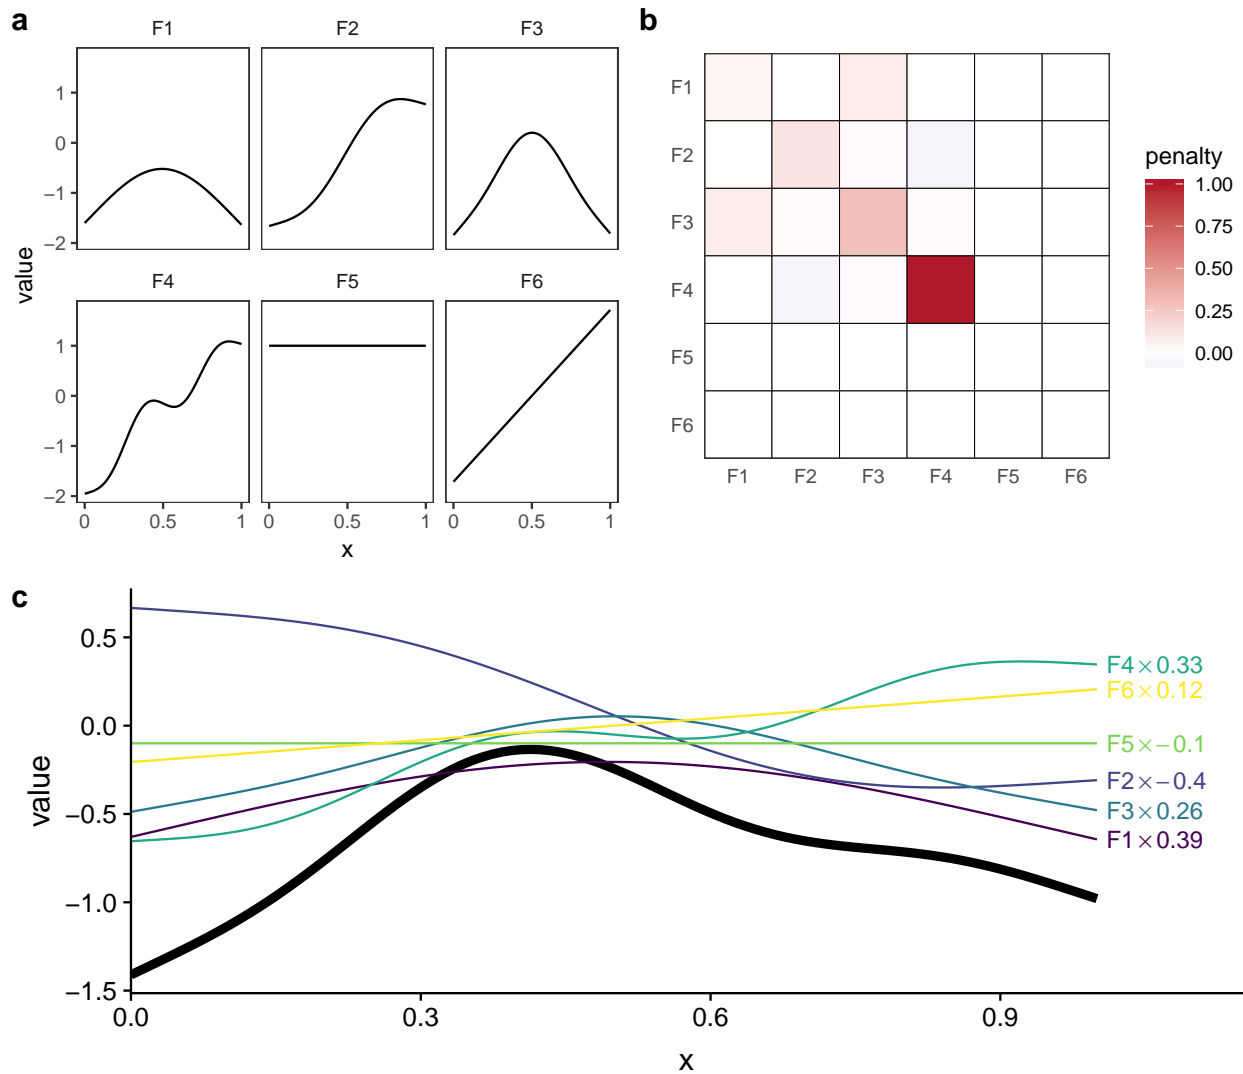 a
F1 F2 F3
1
0
−1
−2
value
F4 F5 F6
1
0
−1
−2
0 0.5 1 0 0.5 1 0 0.5 1
x
b
F1
F2
F3
F4
F5
F6
F1 F2 F3 F4 F5 F6
penalty
1.00
0.75
0.50
0.25
0.00
c
value
0.5
0.0
−0.5
−1.0
−1.5
0.0 0.3 0.6 0.9
x
F4×0.33
F6×0.12
F5×−0.1
F2×−0.4
F3×0.26
F1×0.39